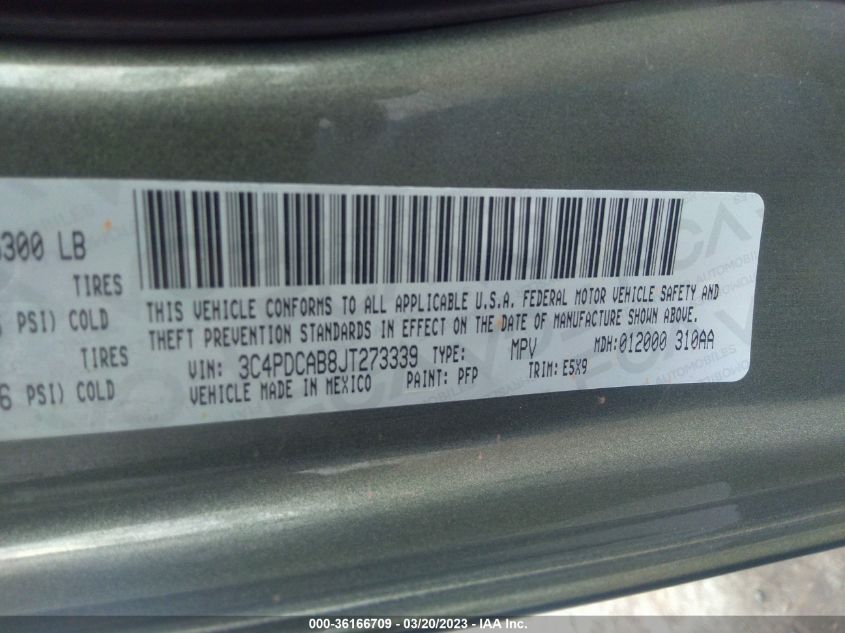 300 LB
TIRES
PSI) COLD
TIRES
6 PSI) COLD
THIS VEHICLE CONFORMS TO ALL APPLICABLE U.S.A. FEDERAL MOTOR VEHICLE SAFETY AND
THEFT PREVENTION STANDARDS IN EFFECT ON THE DATE OF MANUFACTURE SHOWN ABOVE.
VIN: 3C4PDCAB8JT273339 TYPE: MPV MDH:012000 310AA
VEHICLE MADE IN MEXICO PAINT: PFP TRIM: E5X9
000-36166709 - 03/20/2023 - Copyright © 2023 IAA, Inc.